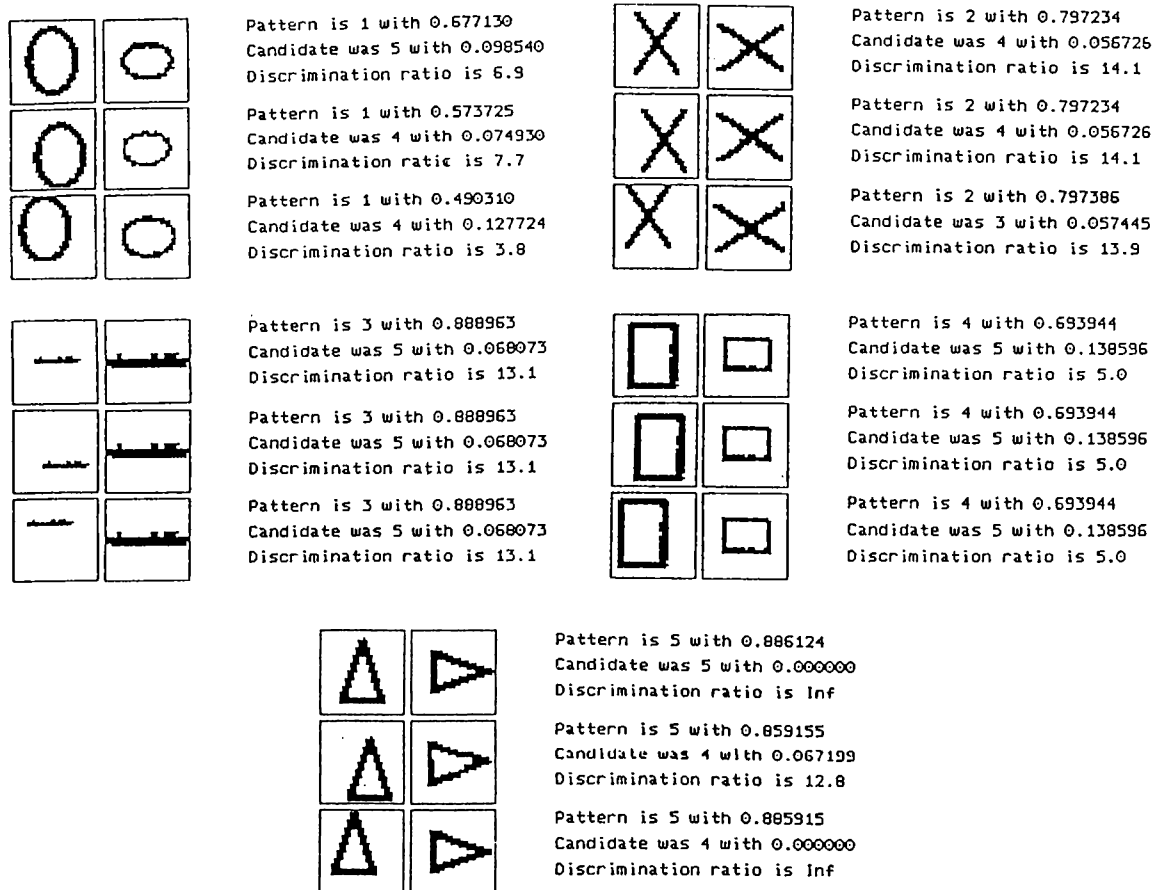 Pattern is 1 with 0.677130
Candidate was 5 with 0.098540
Discrimination ratio is 6.9
Pattern is 1 with 0.573725
Candidate was 4 with 0.074930
Discrimination ratio is 7.7
Pattern is 1 with 0.490310
Candidate was 4 with 0.127724
Discrimination ratio is 3.8
Pattern is 2 with 0.797234
Candidate was 4 with 0.056726
Discrimination ratio is 14.1
Pattern is 2 with 0.797234
Candidate was 4 with 0.056726
Discrimination ratio is 14.1
Pattern is 2 with 0.797386
Candidate was 3 with 0.057445
Discrimination ratio is 13.9
Pattern is 3 with 0.888963
Candidate was 5 with 0.068073
Discrimination ratio is 13.1
Pattern is 3 with 0.888963
Candidate was 5 with 0.068073
Discrimination ratio is 13.1
Pattern is 3 with 0.888963
Candidate was 5 with 0.068073
Discrimination ratio is 13.1
Pattern is 4 with 0.693944
Candidate was 5 with 0.138596
Discrimination ratio is 5.0
Pattern is 4 with 0.693944
Candidate was 5 with 0.138596
Discrimination ratio is 5.0
Pattern is 4 with 0.693944
Candidate was 5 with 0.138596
Discrimination ratio is 5.0
Pattern is 5 with 0.886124
Candidate was 5 with 0.000000
Discrimination ratio is Inf
Pattern is 5 with 0.859155
Candidate was 4 with 0.067199
Discrimination ratio is 12.8
Pattern is 5 with 0.885915
Candidate was 4 with 0.000000
Discrimination ratio is Inf